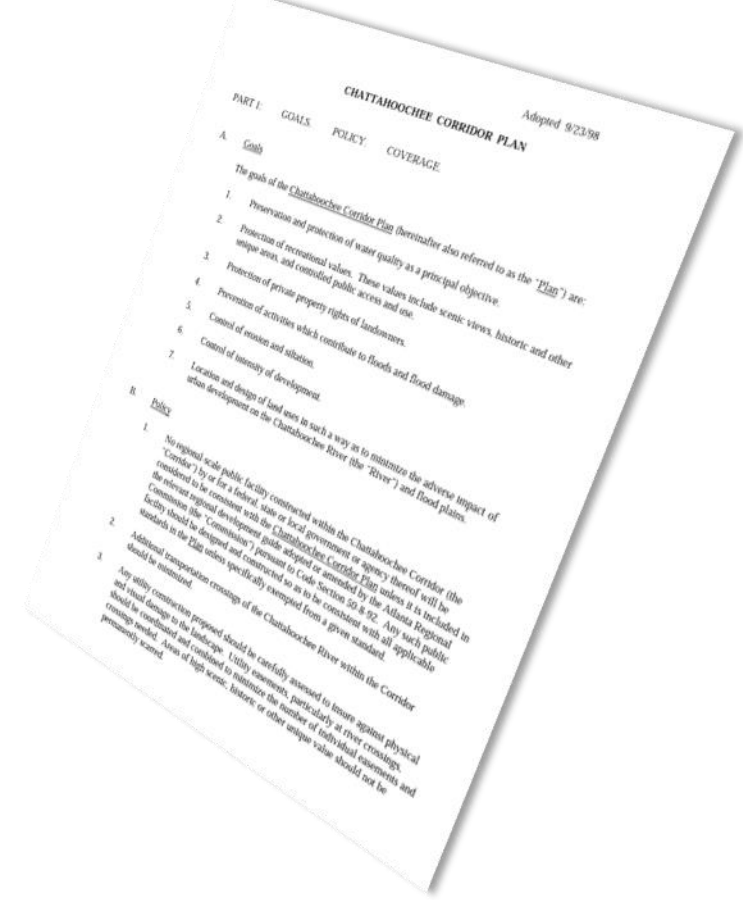 Adopted 9/23/98
CHATTAHOOCHEE CORRIDOR PLAN
PART I: GOALS, POLICY, COVERAGE
A. Goals
The goals of the Chattahoochee Corridor Plan (hereinafter also referred to as the "Plan") are:
1. Preservation and protection of water quality as a principal objective.
2. Protection of recreational values. These values include scenic views, historic and other
unique areas, and controlled public access and use.
3. Protection of private property rights of landowners.
4. Prevention of activities which contribute to floods and flood damage.
5. Control of erosion and siltation.
6. Control of intensity of development.
7. Location and design of land uses in such a way as to minimize the adverse impact of
urban development on the Chattahoochee River (the "River") and flood plains.
B. Policy
1. No regional scale public facility constructed within the Chattahoochee Corridor (the
"Corridor") by or for a federal, state or local government or agency thereof will be
considered to be consistent with the Chattahoochee Corridor Plan unless it is included in
the relevant regional development guide adopted or amended by the Atlanta Regional
Commission (the "Commission") pursuant to Code Section 50-8-92. Any such public
facility should be designed and constructed so as to be consistent with all applicable
standards in the Plan unless specifically exempted from a given standard.
2. Additional transportation crossings of the Chattahoochee River within the Corridor
should be minimized.
3. Any utility construction proposed should be carefully assessed to insure against physical
and visual damage to the landscape. Utility easements, particularly at river crossings,
should be coordinated and combined to minimize the number of individual easements and
crossings needed. Areas of high scenic, historic or other unique value should not be
permanently scarred.